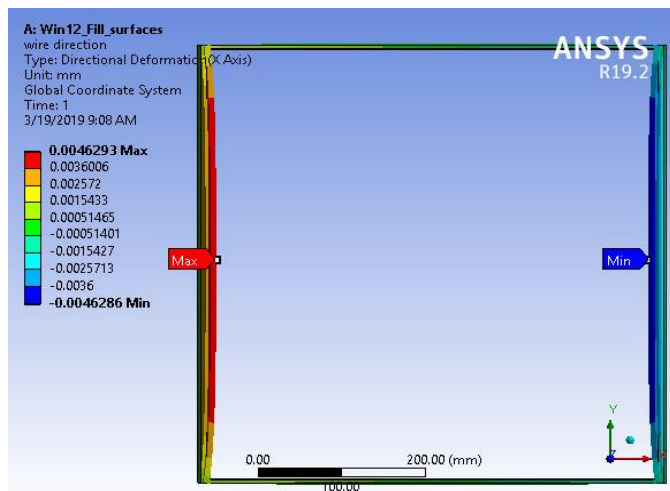 A: Win12_Fill_surfaces
wire direction
Type: Directional Deformation(X Axis)
Unit: mm
Global Coordinate System
Time: 1
3/19/2019 9:08 AM
ANSYS
R19.2
0.0046293 Max
0.0036006
0.002572
0.0015433
0.00051465
-0.00051401
-0.0015427
-0.0025713
-0.0036
-0.0046286 Min
Max
Min
0.00
200.00 (mm)
100.00
Y